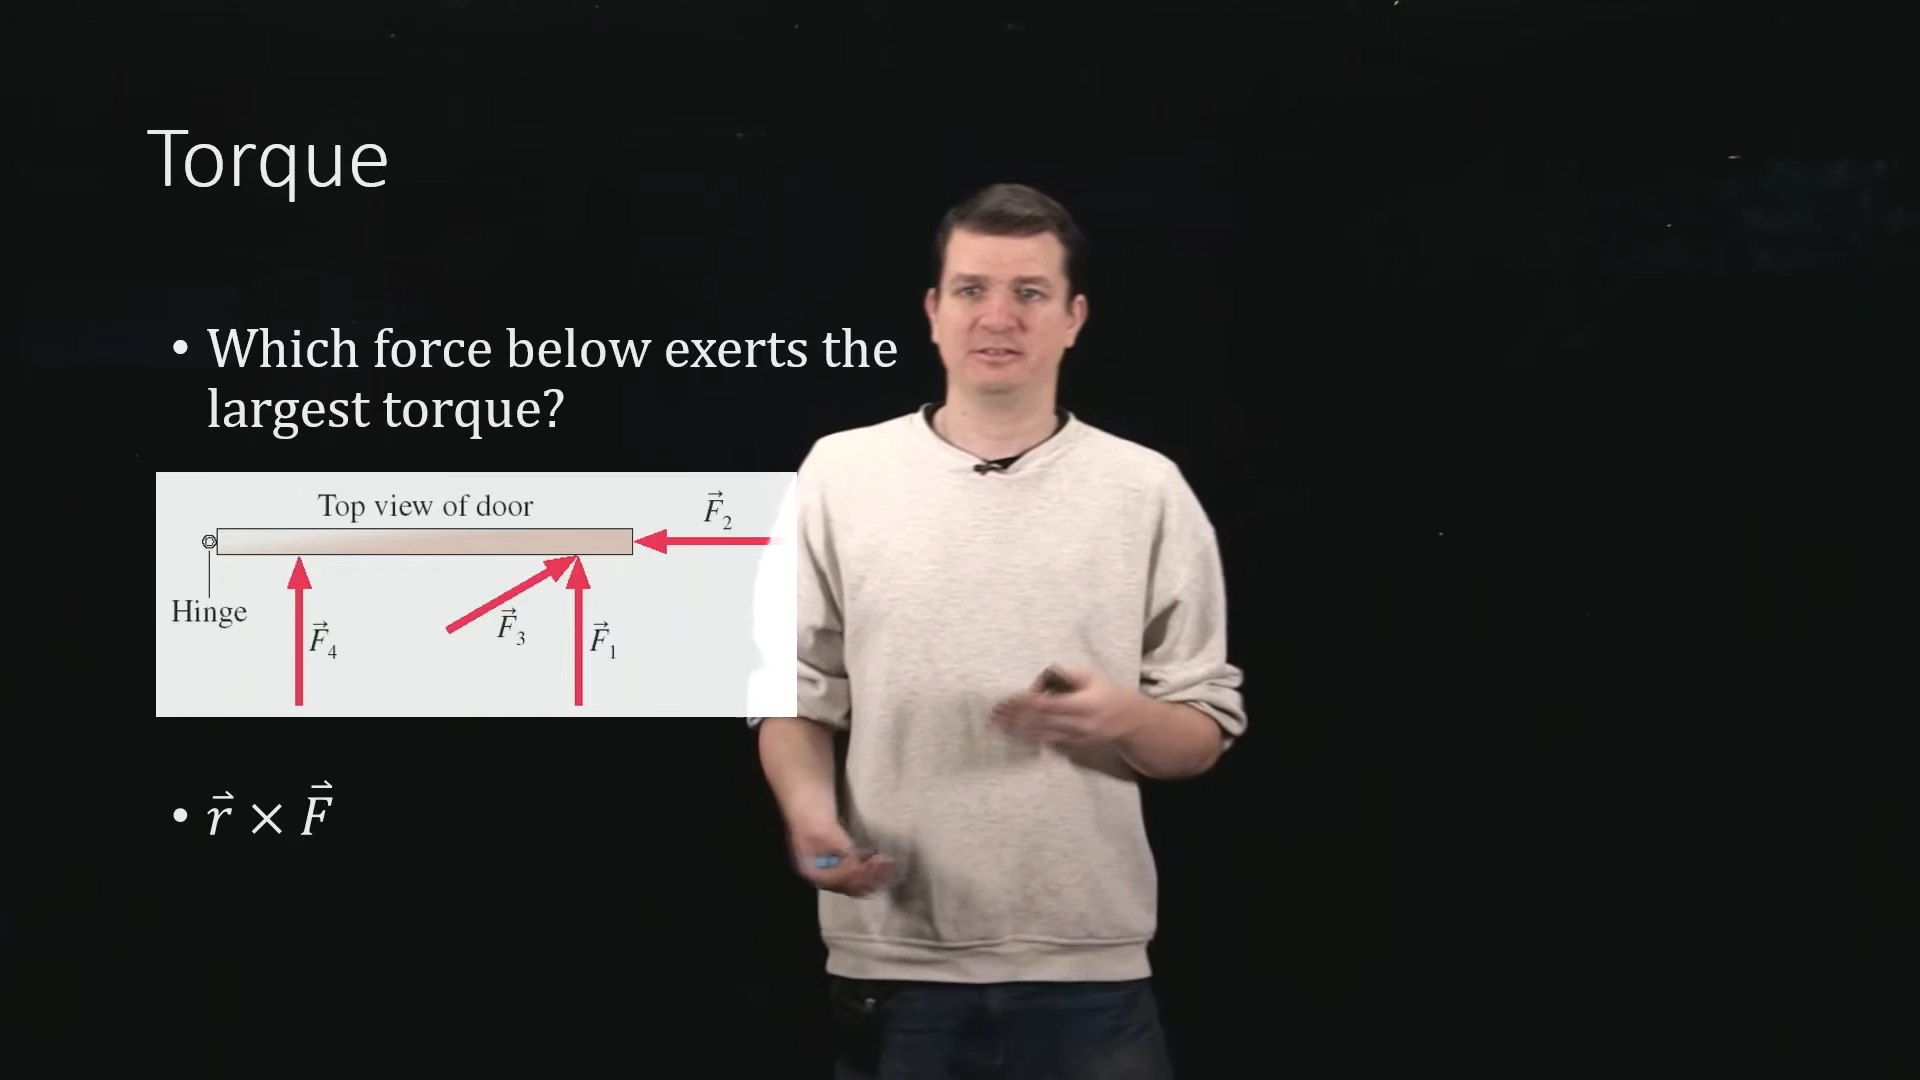 Torque
• Which force below exerts the
largest torque?
Top view of door
F⃗₂
Hinge
F⃗₄
F⃗₃
F⃗₁
• r⃗ × F⃗